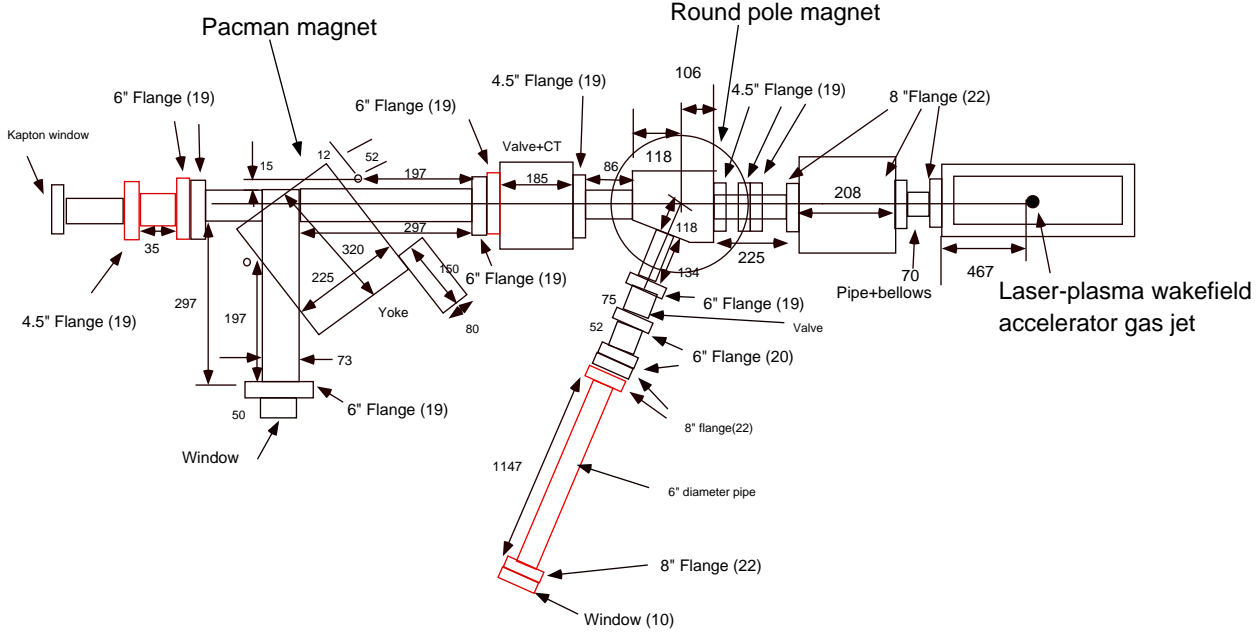 Round pole magnet
Pacman magnet
106
4.5" Flange (19)
4.5" Flange (19)
8 "Flange (22)
6" Flange (19)
6" Flange (19)
Kapton window
Valve+CT
12
52
15
197
118
86
185
208
118
297
35
320
225
150
134
225
70
467
297
197
6" Flange (19)
Pipe+bellows
Laser-plasma wakefield
accelerator gas jet
4.5" Flange (19)
Yoke
80
75
6" Flange (19)
52
Valve
73
6" Flange (20)
50
6" Flange (19)
8" flange(22)
Window
1147
6" diameter pipe
8" Flange (22)
Window (10)